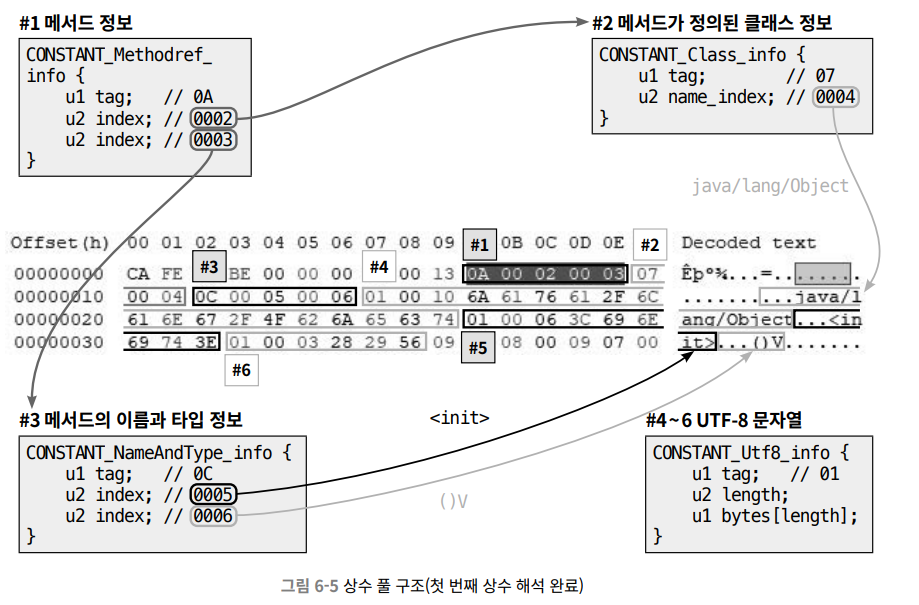 #1 메서드 정보
CONSTANT_Methodref_
info {
u1 tag; // 0A
u2 index; // 0002
u2 index; // 0003
}
#2 메서드가 정의된 클래스 정보
CONSTANT_Class_info {
u1 tag; // 07
u2 name_index; // 0004
}
java/lang/Object
Offset(h) 00 01 02 03 04 05 06 07 08 09 #1 0B 0C 0D 0E #2 Decoded text
#3 #4
00000000 CA FE BE 00 00 00 00 13 0A 00 02 00 03 07 Êþº¾...=........
00000010 00 04 0C 00 05 00 06 01 00 10 6A 61 76 61 2F 6C ..........java/l
00000020 61 6E 67 2F 4F 62 6A 65 63 74 01 00 06 3C 69 6E ang/Object...<in
00000030 69 74 3E 01 00 03 28 29 56 09 08 00 09 07 00 it>...()V.......
#5
#6
<init>
()V
#3 메서드의 이름과 타입 정보
CONSTANT_NameAndType_info {
u1 tag; // 0C
u2 index; // 0005
u2 index; // 0006
}
#4~6 UTF-8 문자열
CONSTANT_Utf8_info {
u1 tag; // 01
u2 length;
u1 bytes[length];
}
그림 6-5 상수 풀 구조(첫 번째 상수 해석 완료)